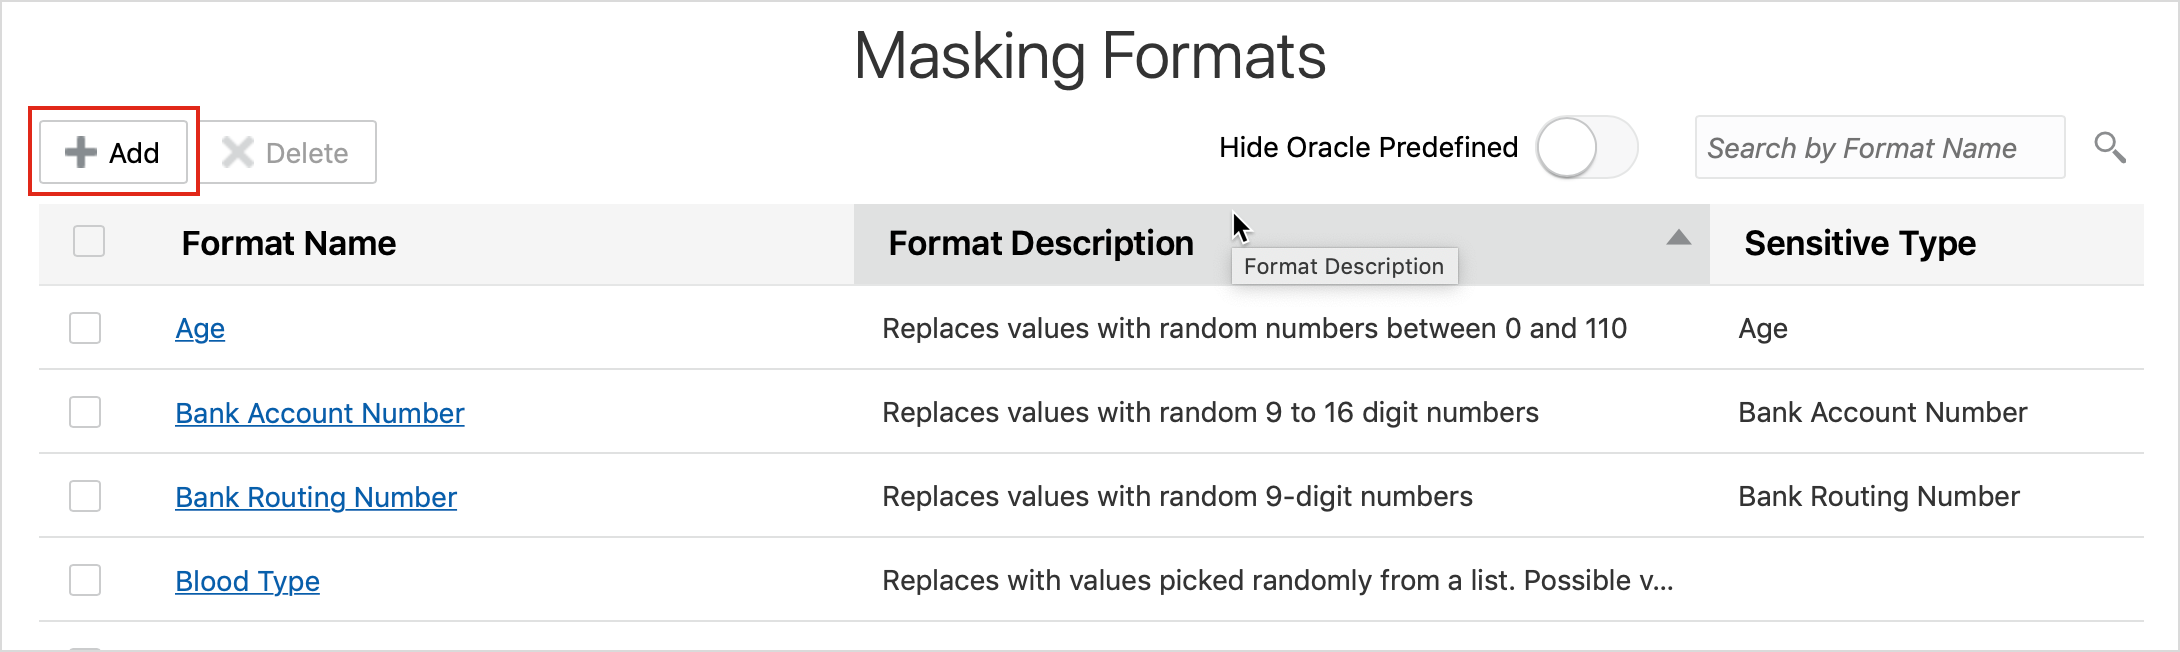 Masking Formats
Add Delete Hide Oracle Predefined Search by Format Name
Format Name Format Description Sensitive Type
Format Description
Age Replaces values with random numbers between 0 and 110 Age
Bank Account Number Replaces values with random 9 to 16 digit numbers Bank Account Number
Bank Routing Number Replaces values with random 9-digit numbers Bank Routing Number
Blood Type Replaces with values picked randomly from a list. Possible v...